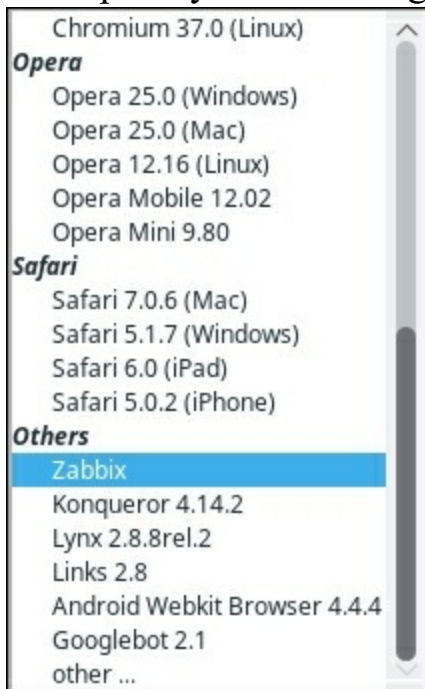 Chromium 37.0 (Linux)
Opera
Opera 25.0 (Windows)
Opera 25.0 (Mac)
Opera 12.16 (Linux)
Opera Mobile 12.02
Opera Mini 9.80
Safari
Safari 7.0.6 (Mac)
Safari 5.1.7 (Windows)
Safari 6.0 (iPad)
Safari 5.0.2 (iPhone)
Others
Zabbix
Konqueror 4.14.2
Lynx 2.8.8rel.2
Links 2.8
Android Webkit Browser 4.4.4
Googlebot 2.1
other ...